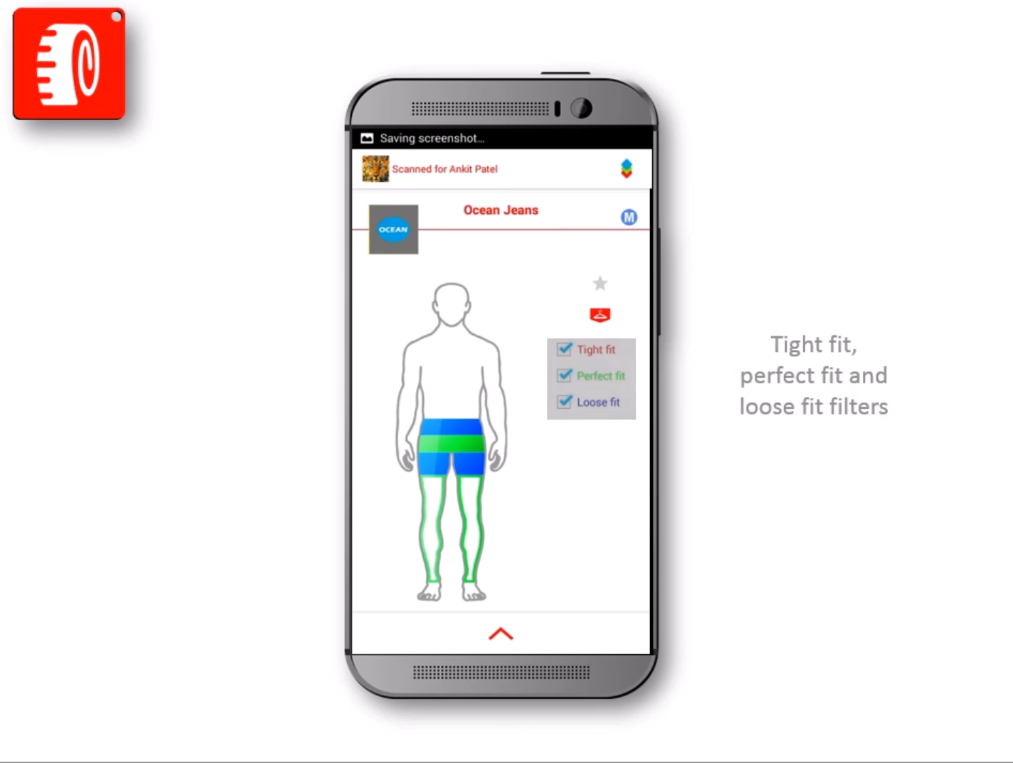 Saving screenshot...
Scanned for Ankit Patel
Ocean Jeans
M
OCEAN
Tight fit
Perfect fit
Loose fit
Tight fit,
perfect fit and
loose fit filters